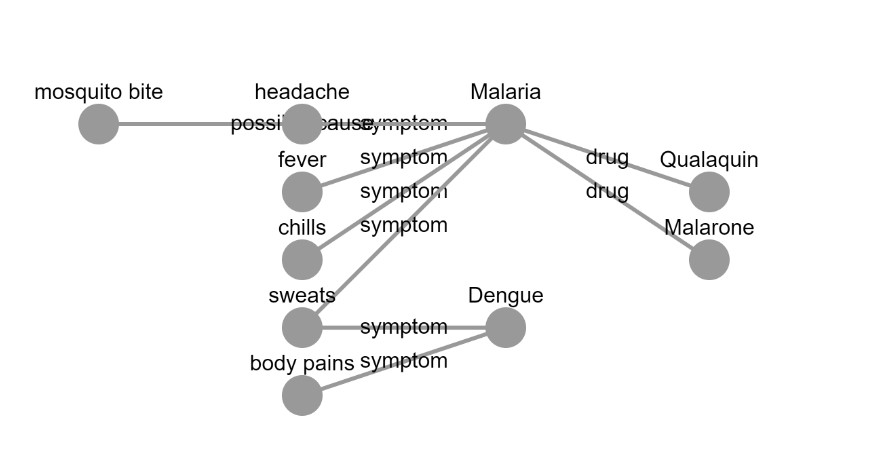 mosquito bite
headache
Malaria
possible cause
symptom
fever
symptom
drug
Qualaquin
symptom
drug
chills
symptom
Malarone
sweats
Dengue
symptom
body pains
symptom